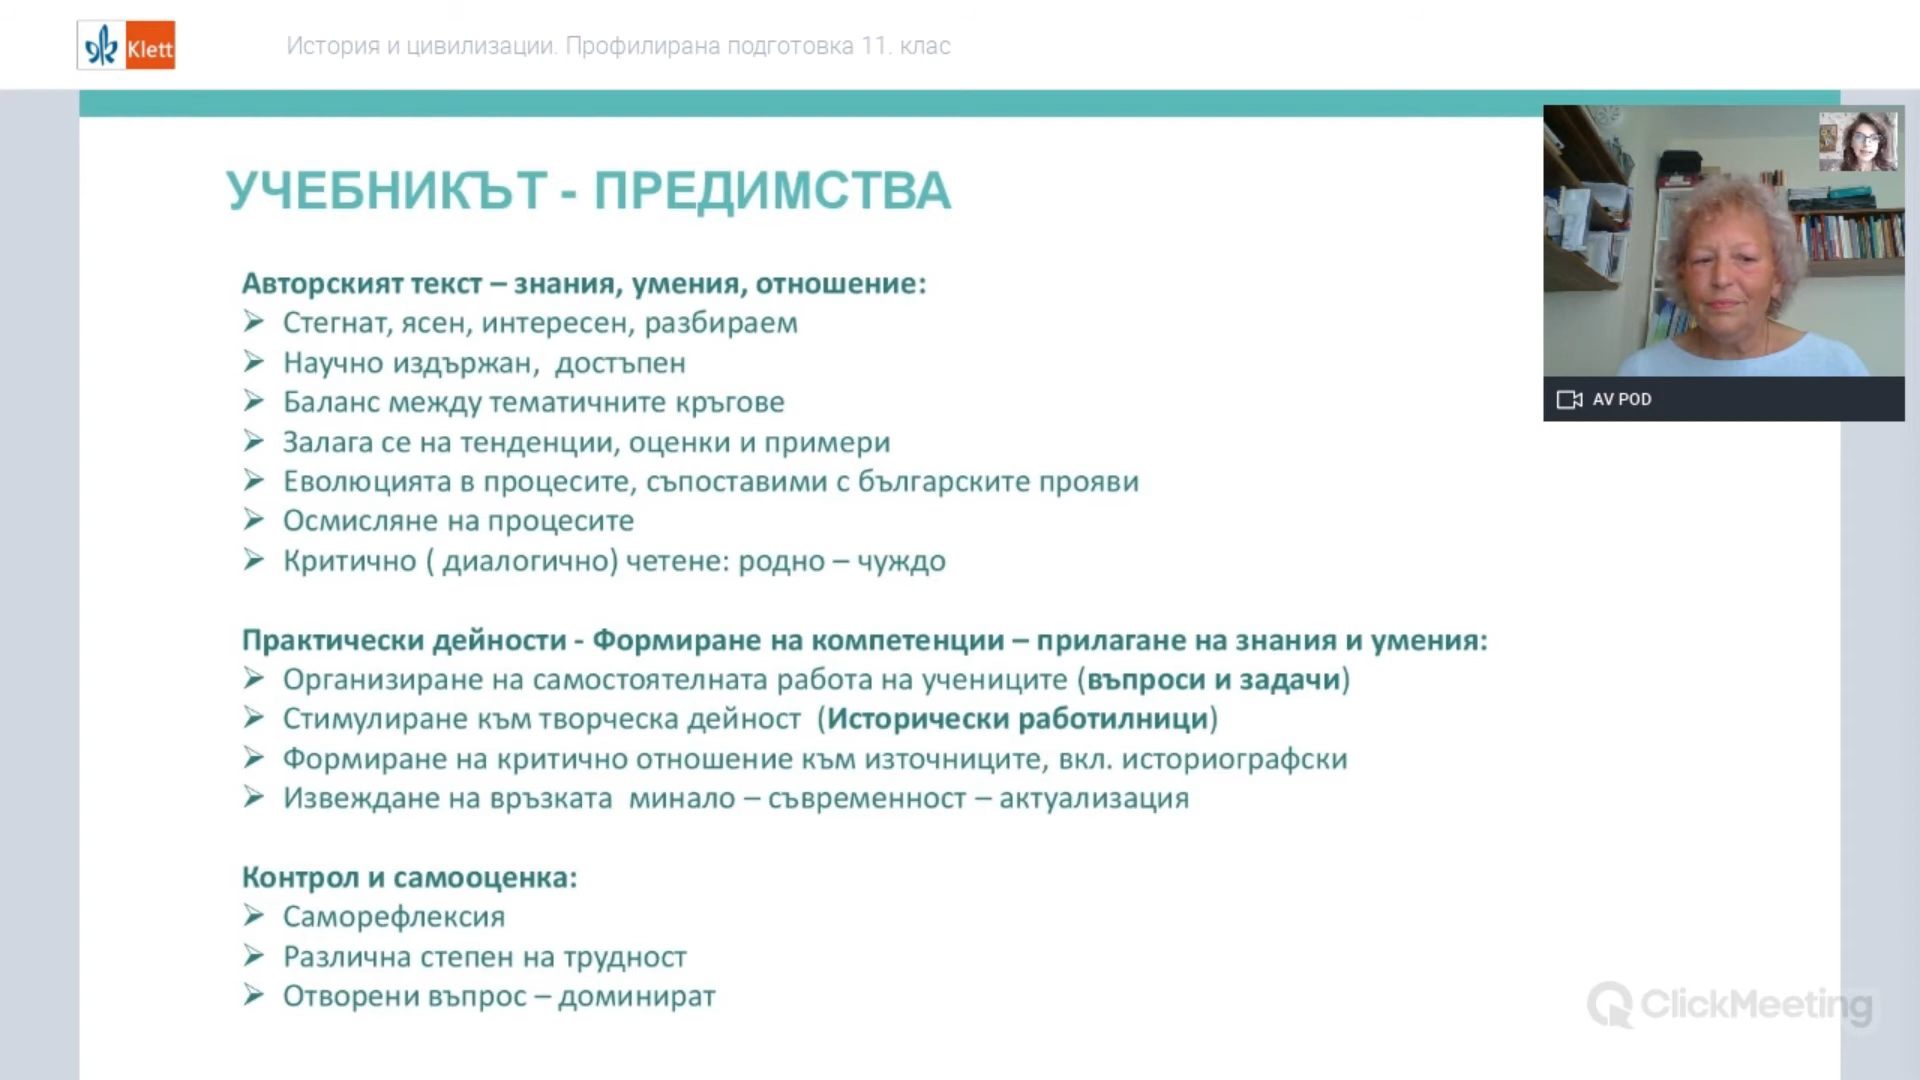 Klett
История и цивилизации. Профилирана подготовка 11. клас
УЧЕБНИКЪТ - ПРЕДИМСТВА
Авторският текст – знания, умения, отношение:
Стегнат, ясен, интересен, разбираем
Научно издържан, достъпен
Баланс между тематичните кръгове
Залага се на тенденции, оценки и примери
Еволюцията в процесите, съпоставими с българските прояви
Осмисляне на процесите
Критично ( диалогично) четене: родно – чуждо
Практически дейности - Формиране на компетенции – прилагане на знания и умения:
Организиране на самостоятелната работа на учениците (въпроси и задачи)
Стимулиране към творческа дейност (Исторически работилници)
Формиране на критично отношение към източниците, вкл. историографски
Извеждане на връзката минало – съвременност – актуализация
Контрол и самооценка:
Саморефлексия
Различна степен на трудност
Отворени въпрос – доминират
AV POD
ClickMeeting